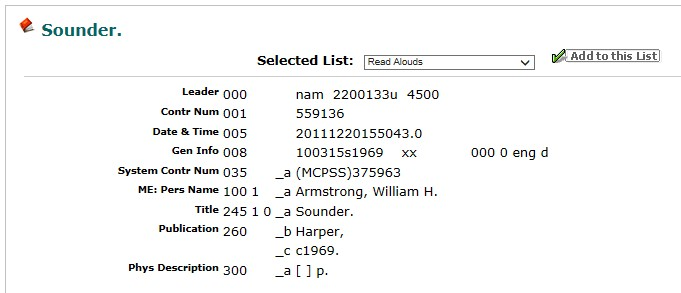 Sounder.
Selected List: Read Alouds Add to this List
Leader 000 nam 2200133u 4500
Contr Num 001 559136
Date & Time 005 20111220155043.0
Gen Info 008 100315s1969 xx 000 0 eng d
System Contr Num 035 _a (MCPSS)375963
ME: Pers Name 100 1 _a Armstrong, William H.
Title 245 1 0 _a Sounder.
Publication 260 _b Harper,
_c c1969.
Phys Description 300 _a [ ] p.